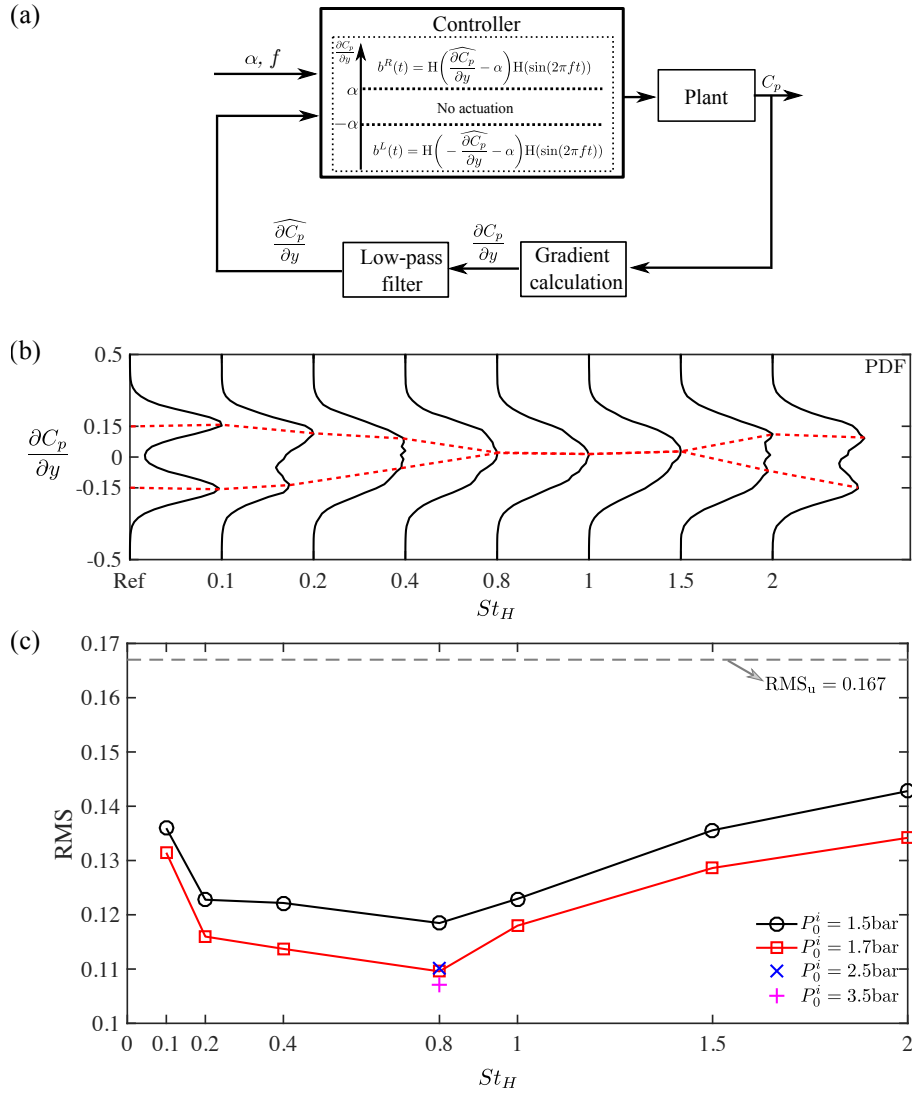 (a)
Controller
α, f
∂C_p/∂y
b^R(t) = H(\widehat{∂C_p/∂y} − α)H(sin(2πft))
α
No actuation
−α
b^L(t) = H(−\widehat{∂C_p/∂y} − α)H(sin(2πft))
Plant
C_p
\widehat{∂C_p/∂y}
Low-pass
filter
∂C_p/∂y
Gradient
calculation
(b)
PDF
0.5
0.15
0
-0.15
-0.5
∂C_p/∂y
Ref 0.1 0.2 0.4 0.8 1 1.5 2
St_H
(c)
0.17
0.16
0.14
0.13
0.12
0.11
0.1
RMS
RMS_u = 0.167
P_0^i = 1.5bar
P_0^i = 1.7bar
P_0^i = 2.5bar
P_0^i = 3.5bar
0 0.1 0.2 0.4 0.8 1 1.5 2
St_H